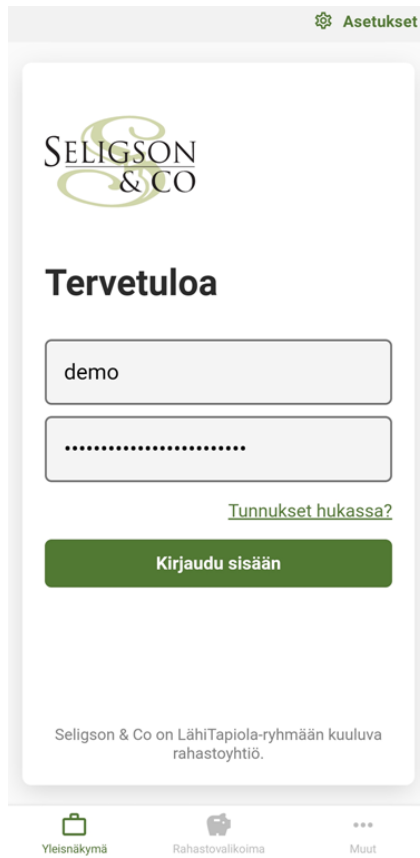 Asetukset
SELIGSON
& CO
Tervetuloa
demo
•••••••••••••••••••••••••
Tunnukset hukassa?
Kirjaudu sisään
Seligson & Co on LähiTapiola-ryhmään kuuluva
rahastoyhtiö.
Yleisnäkymä Rahastovalikoima Muut